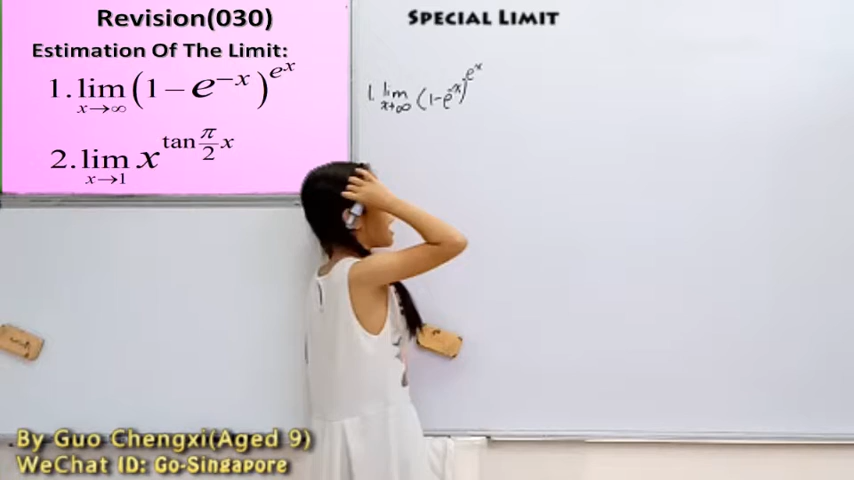 Revision(030)
Estimation Of The Limit:
1. lim x→∞ (1 − e^−x)^e^x
2. lim x→1 x^tan π/2 x
SPECIAL LIMIT
1. lim x→∞ (1-e^-x)^e^x
By Guo Chengxi(Aged 9)
WeChat ID: Go-Singapore